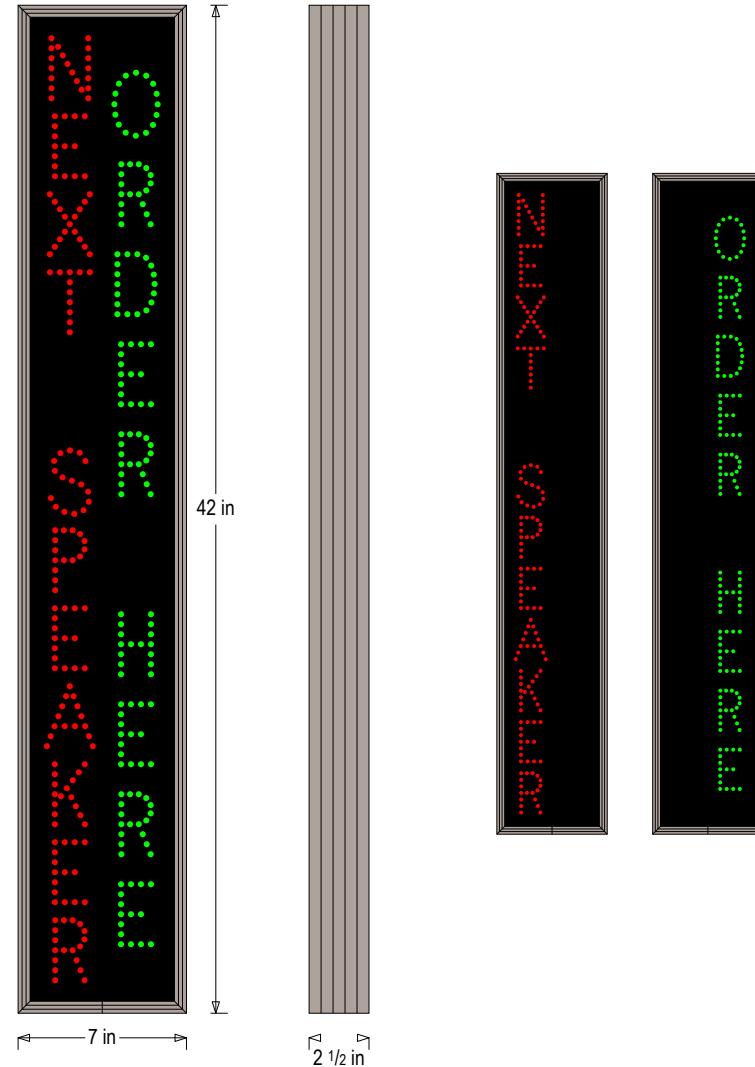 NEXT SPEAKER
ORDER HERE
42 in
7 in
2 1/2 in
NEXT SPEAKER
ORDER HERE